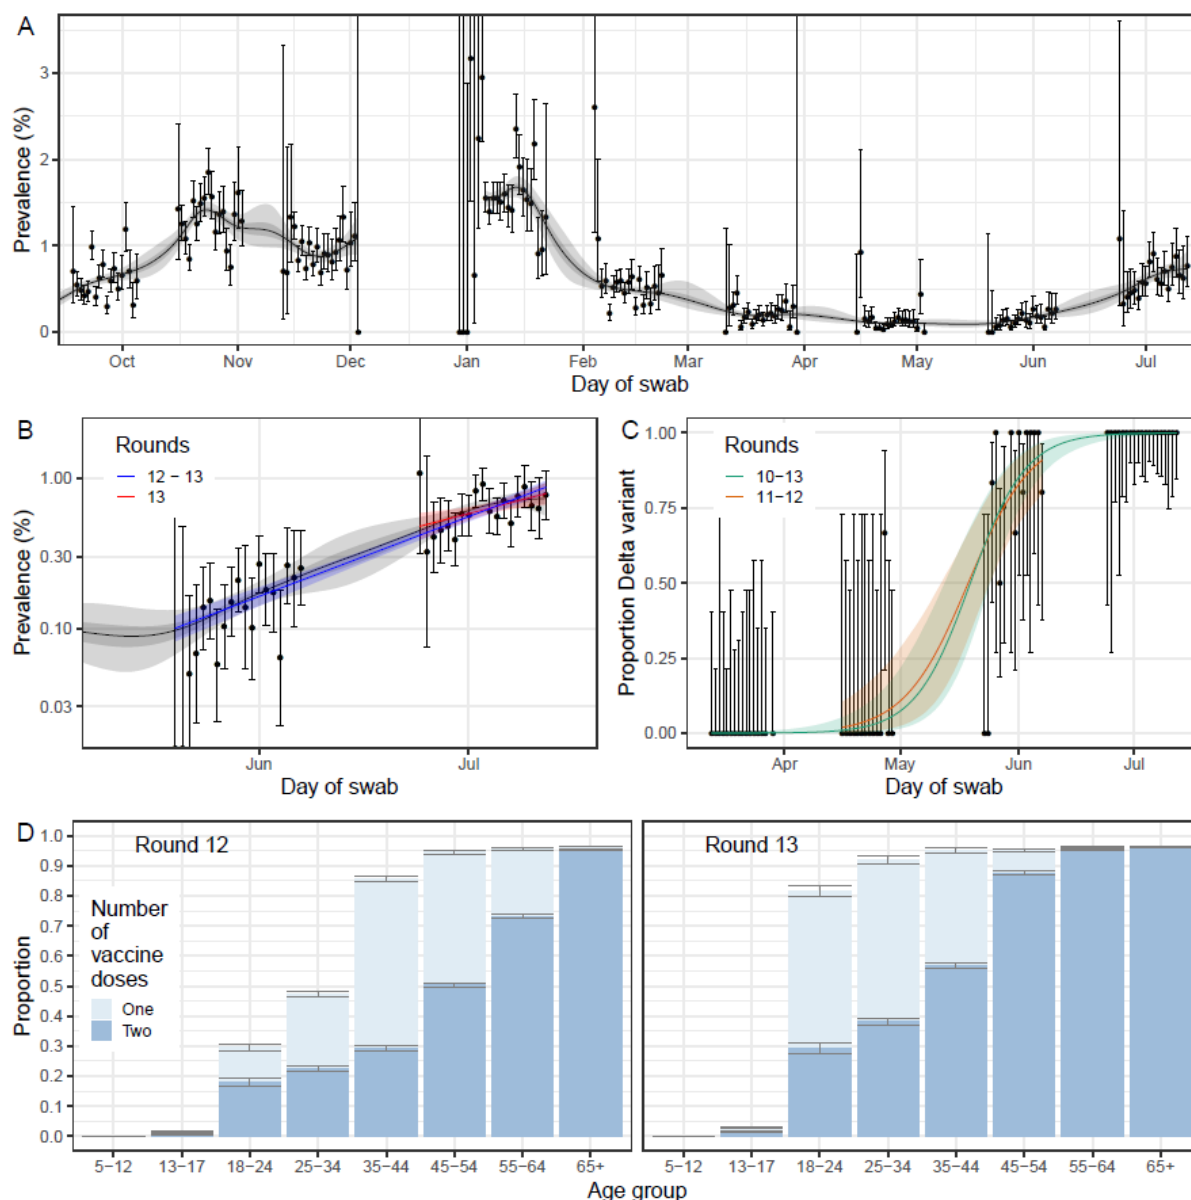 A
Prevalence (%)
3
2
1
0
Oct Nov Dec Jan Feb Mar Apr May Jun Jul
Day of swab
B
Rounds
12 − 13
13
Prevalence (%)
1.00
0.30
0.10
0.03
Jun Jul
Day of swab
C
Rounds
10−13
11−12
Proportion Delta variant
1.00
0.75
0.50
0.25
0.00
Apr May Jun Jul
Day of swab
D
Round 12
Round 13
Number
of
vaccine
doses
One
Two
Proportion
1.0
0.9
0.8
0.7
0.6
0.5
0.4
0.3
0.2
0.1
0.0
5−12 13−17 18−24 25−34 35−44 45−54 55−64 65+
5−12 13−17 18−24 25−34 35−44 45−54 55−64 65+
Age group